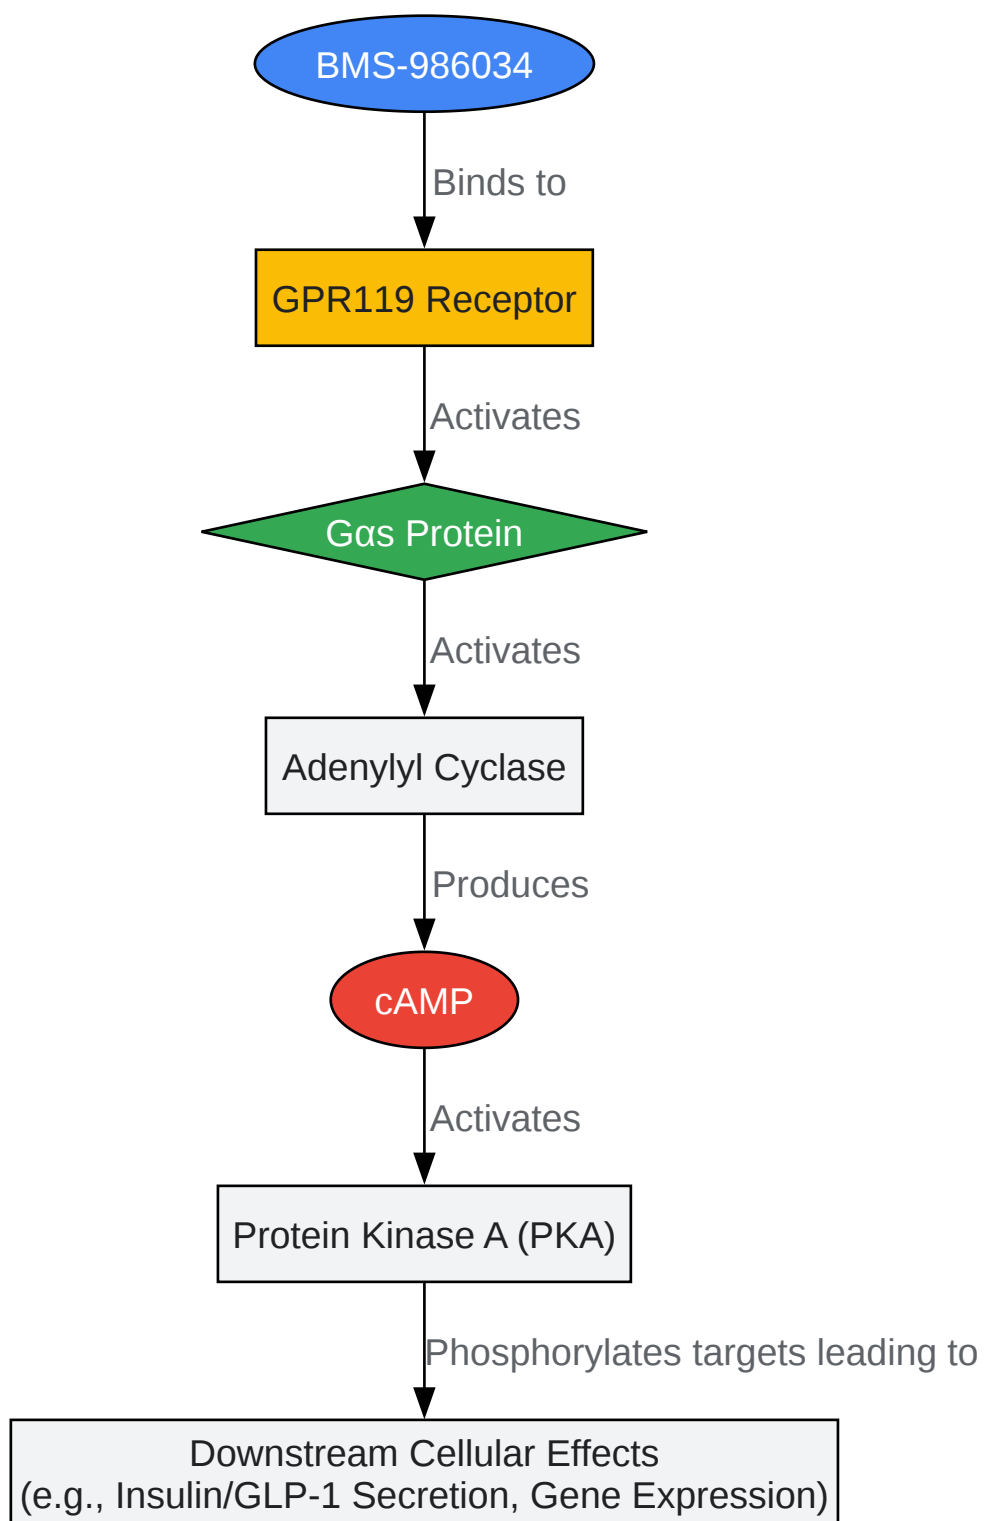 BMS-986034
Binds to
GPR119 Receptor
Activates
Gαs Protein
Activates
Adenylyl Cyclase
Produces
cAMP
Activates
Protein Kinase A (PKA)
Phosphorylates targets leading to
Downstream Cellular Effects
(e.g., Insulin/GLP-1 Secretion, Gene Expression)